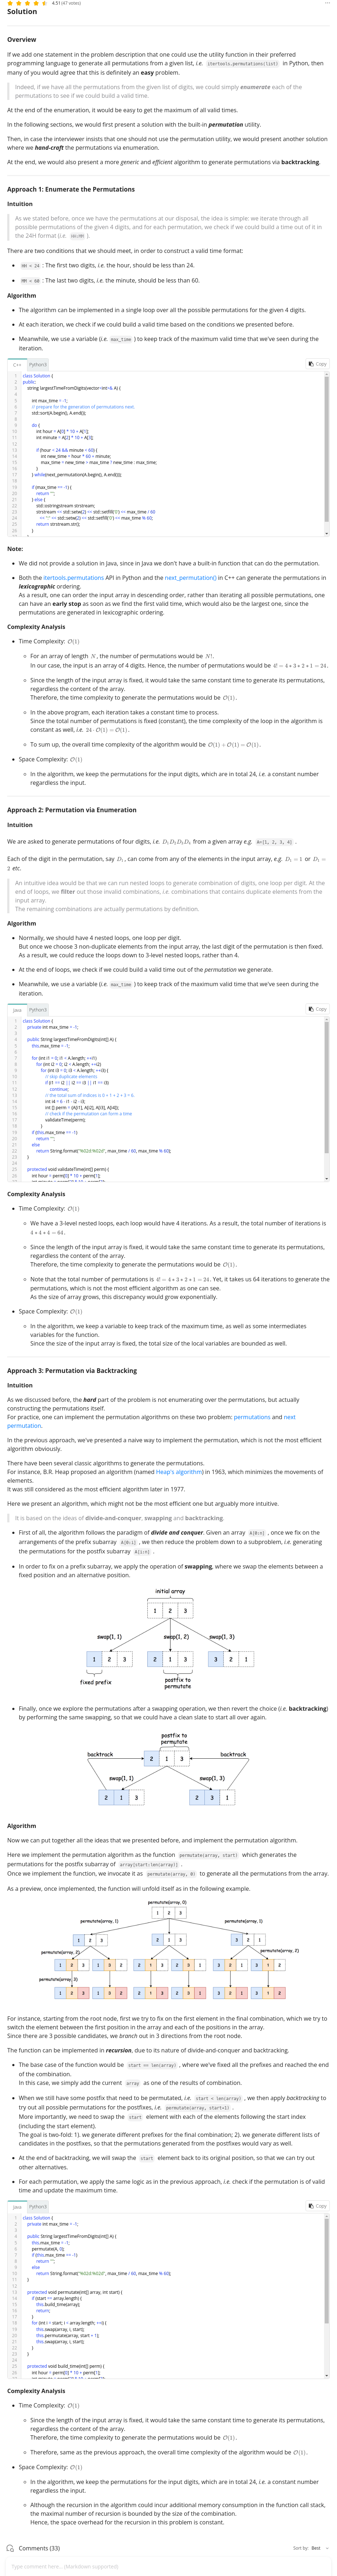 4.51 (47 votes)
Solution
Overview
If we add one statement in the problem description that one could use the utility function in their preferred
programming language to generate all permutations from a given list, i.e. itertools.permutations(list) in Python, then
many of you would agree that this is definitely an easy problem.
Indeed, if we have all the permutations from the given list of digits, we could simply enumerate each of the
permutations to see if we could build a valid time.
At the end of the enumeration, it would be easy to get the maximum of all valid times.
In the following sections, we would first present a solution with the built-in permutation utility.
Then, in case the interviewer insists that one should not use the permutation utility, we would present another solution
where we hand-craft the permutations via enumeration.
At the end, we would also present a more generic and efficient algorithm to generate permutations via backtracking.
Approach 1: Enumerate the Permutations
Intuition
As we stated before, once we have the permutations at our disposal, the idea is simple: we iterate through all
possible permutations of the given 4 digits, and for each permutation, we check if we could build a time out of it in
the 24H format (i.e. HH:MM ).
There are two conditions that we should meet, in order to construct a valid time format:
HH < 24 : The first two digits, i.e. the hour, should be less than 24.
MM < 60 : The last two digits, i.e. the minute, should be less than 60.
Algorithm
The algorithm can be implemented in a single loop over all the possible permutations for the given 4 digits.
At each iteration, we check if we could build a valid time based on the conditions we presented before.
Meanwhile, we use a variable (i.e. max_time ) to keep track of the maximum valid time that we've seen during the
iteration.
C++ Python3 Copy
1 class Solution {
2 public:
3 string largestTimeFromDigits(vector<int>& A) {
4
5 int max_time = -1;
6 // prepare for the generation of permutations next.
7 std::sort(A.begin(), A.end());
8
9 do {
10 int hour = A[0] * 10 + A[1];
11 int minute = A[2] * 10 + A[3];
12
13 if (hour < 24 && minute < 60) {
14 int new_time = hour * 60 + minute;
15 max_time = new_time > max_time ? new_time : max_time;
16 }
17 } while(next_permutation(A.begin(), A.end()));
18
19 if (max_time == -1) {
20 return "";
21 } else {
22 std::ostringstream strstream;
23 strstream << std::setw(2) << std::setfill('0') << max_time / 60
24 << ":" << std::setw(2) << std::setfill('0') << max_time % 60;
25 return strstream.str();
26 }
Note:
We did not provide a solution in Java, since in Java we don't have a built-in function that can do the permutation.
Both the itertools.permutations API in Python and the next_permutation() in C++ can generate the permutations in
lexicographic ordering.
As a result, one can order the input array in descending order, rather than iterating all possible permutations, one
can have an early stop as soon as we find the first valid time, which would also be the largest one, since the
permutations are generated in lexicographic ordering.
Complexity Analysis
Time Complexity: O(1)
For an array of length N, the number of permutations would be N!.
In our case, the input is an array of 4 digits. Hence, the number of permutations would be 4! = 4 * 3 * 2 * 1 = 24.
Since the length of the input array is fixed, it would take the same constant time to generate its permutations,
regardless the content of the array.
Therefore, the time complexity to generate the permutations would be O(1).
In the above program, each iteration takes a constant time to process.
Since the total number of permutations is fixed (constant), the time complexity of the loop in the algorithm is
constant as well, i.e. 24 · O(1) = O(1).
To sum up, the overall time complexity of the algorithm would be O(1) + O(1) = O(1).
Space Complexity: O(1)
In the algorithm, we keep the permutations for the input digits, which are in total 24, i.e. a constant number
regardless the input.
Approach 2: Permutation via Enumeration
Intuition
We are asked to generate permutations of four digits, i.e. D₁D₂D₃D₄ from a given array e.g. A=[1, 2, 3, 4] .
Each of the digit in the permutation, say D₁, can come from any of the elements in the input array, e.g. D₁ = 1 or D₁ =
2 etc.
An intuitive idea would be that we can run nested loops to generate combination of digits, one loop per digit. At the
end of loops, we filter out those invalid combinations, i.e. combinations that contains duplicate elements from the
input array.
The remaining combinations are actually permutations by definition.
Algorithm
Normally, we should have 4 nested loops, one loop per digit.
But once we choose 3 non-duplicate elements from the input array, the last digit of the permutation is then fixed.
As a result, we could reduce the loops down to 3-level nested loops, rather than 4.
At the end of loops, we check if we could build a valid time out of the permutation we generate.
Meanwhile, we use a variable (i.e. max_time ) to keep track of the maximum valid time that we've seen during the
iteration.
Java Python3 Copy
1 class Solution {
2 private int max_time = -1;
3
4 public String largestTimeFromDigits(int[] A) {
5 this.max_time = -1;
6
7 for (int i1 = 0; i1 < A.length; ++i1)
8 for (int i2 = 0; i2 < A.length; ++i2)
9 for (int i3 = 0; i3 < A.length; ++i3) {
10 // skip duplicate elements
11 if (i1 == i2 || i2 == i3 || i1 == i3)
12 continue;
13 // the total sum of indices is 0 + 1 + 2 + 3 = 6.
14 int i4 = 6 - i1 - i2 - i3;
15 int [] perm = {A[i1], A[i2], A[i3], A[i4]};
16 // check if the permutation can form a time
17 validateTime(perm);
18 }
19 if (this.max_time == -1)
20 return "";
21 else
22 return String.format("%02d:%02d", max_time / 60, max_time % 60);
23 }
24
25 protected void validateTime(int[] perm) {
26 int hour = perm[0] * 10 + perm[1];
Complexity Analysis
Time Complexity: O(1)
We have a 3-level nested loops, each loop would have 4 iterations. As a result, the total number of iterations is
4 * 4 * 4 = 64.
Since the length of the input array is fixed, it would take the same constant time to generate its permutations,
regardless the content of the array.
Therefore, the time complexity to generate the permutations would be O(1).
Note that the total number of permutations is 4! = 4 * 3 * 2 * 1 = 24. Yet, it takes us 64 iterations to generate the
permutations, which is not the most efficient algorithm as one can see.
As the size of array grows, this discrepancy would grow exponentially.
Space Complexity: O(1)
In the algorithm, we keep a variable to keep track of the maximum time, as well as some intermediates
variables for the function.
Since the size of the input array is fixed, the total size of the local variables are bounded as well.
Approach 3: Permutation via Backtracking
Intuition
As we discussed before, the hard part of the problem is not enumerating over the permutations, but actually
constructing the permutations itself.
For practice, one can implement the permutation algorithms on these two problem: permutations and next
permutation.
In the previous approach, we've presented a naive way to implement the permutation, which is not the most efficient
algorithm obviously.
There have been several classic algorithms to generate the permutations.
For instance, B.R. Heap proposed an algorithm (named Heap's algorithm) in 1963, which minimizes the movements of
elements.
It was still considered as the most efficient algorithm later in 1977.
Here we present an algorithm, which might not be the most efficient one but arguably more intuitive.
It is based on the ideas of divide-and-conquer, swapping and backtracking.
First of all, the algorithm follows the paradigm of divide and conquer. Given an array A[0:n] , once we fix on the
arrangements of the prefix subarray A[0:i] , we then reduce the problem down to a subproblem, i.e. generating
the permutations for the postfix subarray A[i:n] .
In order to fix on a prefix subarray, we apply the operation of swapping, where we swap the elements between a
fixed position and an alternative position.
initial array
1 2 3
swap(1, 1) swap(1, 2) swap(1, 3)
1 2 3 2 1 3 3 2 1
fixed prefix
postfix to
permutate
Finally, once we explore the permutations after a swapping operation, we then revert the choice (i.e. backtracking)
by performing the same swapping, so that we could have a clean slate to start all over again.
postfix to
permutate
backtrack 2 1 3 backtrack
swap(1, 1) swap(1, 3)
2 1 3 2 3 1
Algorithm
Now we can put together all the ideas that we presented before, and implement the permutation algorithm.
Here we implement the permutation algorithm as the function permutate(array, start) which generates the
permutations for the postfix subarray of array[start:len(array)] .
Once we implement the function, we invoke it as permutate(array, 0) to generate all the permutations from the array.
As a preview, once implemented, the function will unfold itself as in the following example.
permutate(array, 0)
1 2 3
permutate(array, 1) permutate(array, 1)
1 2 3 2 1 3 3 2 1
permutate(array, 2) permutate(array, 2)
1 2 3 1 3 2 2 1 3 2 3 1 3 2 1 3 1 2
permutate(array, 3)
1 2 3 1 3 2 2 1 3 2 3 1 3 2 1 3 1 2
For instance, starting from the root node, first we try to fix on the first element in the final combination, which we try to
switch the element between the first position in the array and each of the positions in the array.
Since there are 3 possible candidates, we branch out in 3 directions from the root node.
The function can be implemented in recursion, due to its nature of divide-and-conquer and backtracking.
The base case of the function would be start == len(array) , where we've fixed all the prefixes and reached the end
of the combination.
In this case, we simply add the current array as one of the results of combination.
When we still have some postfix that need to be permutated, i.e. start < len(array) , we then apply backtracking to
try out all possible permutations for the postfixes, i.e. permutate(array, start+1) .
More importantly, we need to swap the start element with each of the elements following the start index
(including the start element).
The goal is two-fold: 1). we generate different prefixes for the final combination; 2). we generate different lists of
candidates in the postfixes, so that the permutations generated from the postfixes would vary as well.
At the end of backtracking, we will swap the start element back to its original position, so that we can try out
other alternatives.
For each permutation, we apply the same logic as in the previous approach, i.e. check if the permutation is of valid
time and update the maximum time.
Java Python3 Copy
1 class Solution {
2 private int max_time = -1;
3
4 public String largestTimeFromDigits(int[] A) {
5 this.max_time = -1;
6 permutate(A, 0);
7 if (this.max_time == -1)
8 return "";
9 else
10 return String.format("%02d:%02d", max_time / 60, max_time % 60);
11 }
12
13 protected void permutate(int[] array, int start) {
14 if (start == array.length) {
15 this.build_time(array);
16 return;
17 }
18 for (int i = start; i < array.length; ++i) {
19 this.swap(array, i, start);
20 this.permutate(array, start + 1);
21 this.swap(array, i, start);
22 }
23 }
24
25 protected void build_time(int[] perm) {
26 int hour = perm[0] * 10 + perm[1];
Complexity Analysis
Time Complexity: O(1)
Since the length of the input array is fixed, it would take the same constant time to generate its permutations,
regardless the content of the array.
Therefore, the time complexity to generate the permutations would be O(1).
Therefore, same as the previous approach, the overall time complexity of the algorithm would be O(1).
Space Complexity: O(1)
In the algorithm, we keep the permutations for the input digits, which are in total 24, i.e. a constant number
regardless the input.
Although the recursion in the algorithm could incur additional memory consumption in the function call stack,
the maximal number of recursion is bounded by the size of the combination.
Hence, the space overhead for the recursion in this problem is constant.
Comments (33) Sort by: Best
Type comment here... (Markdown supported)